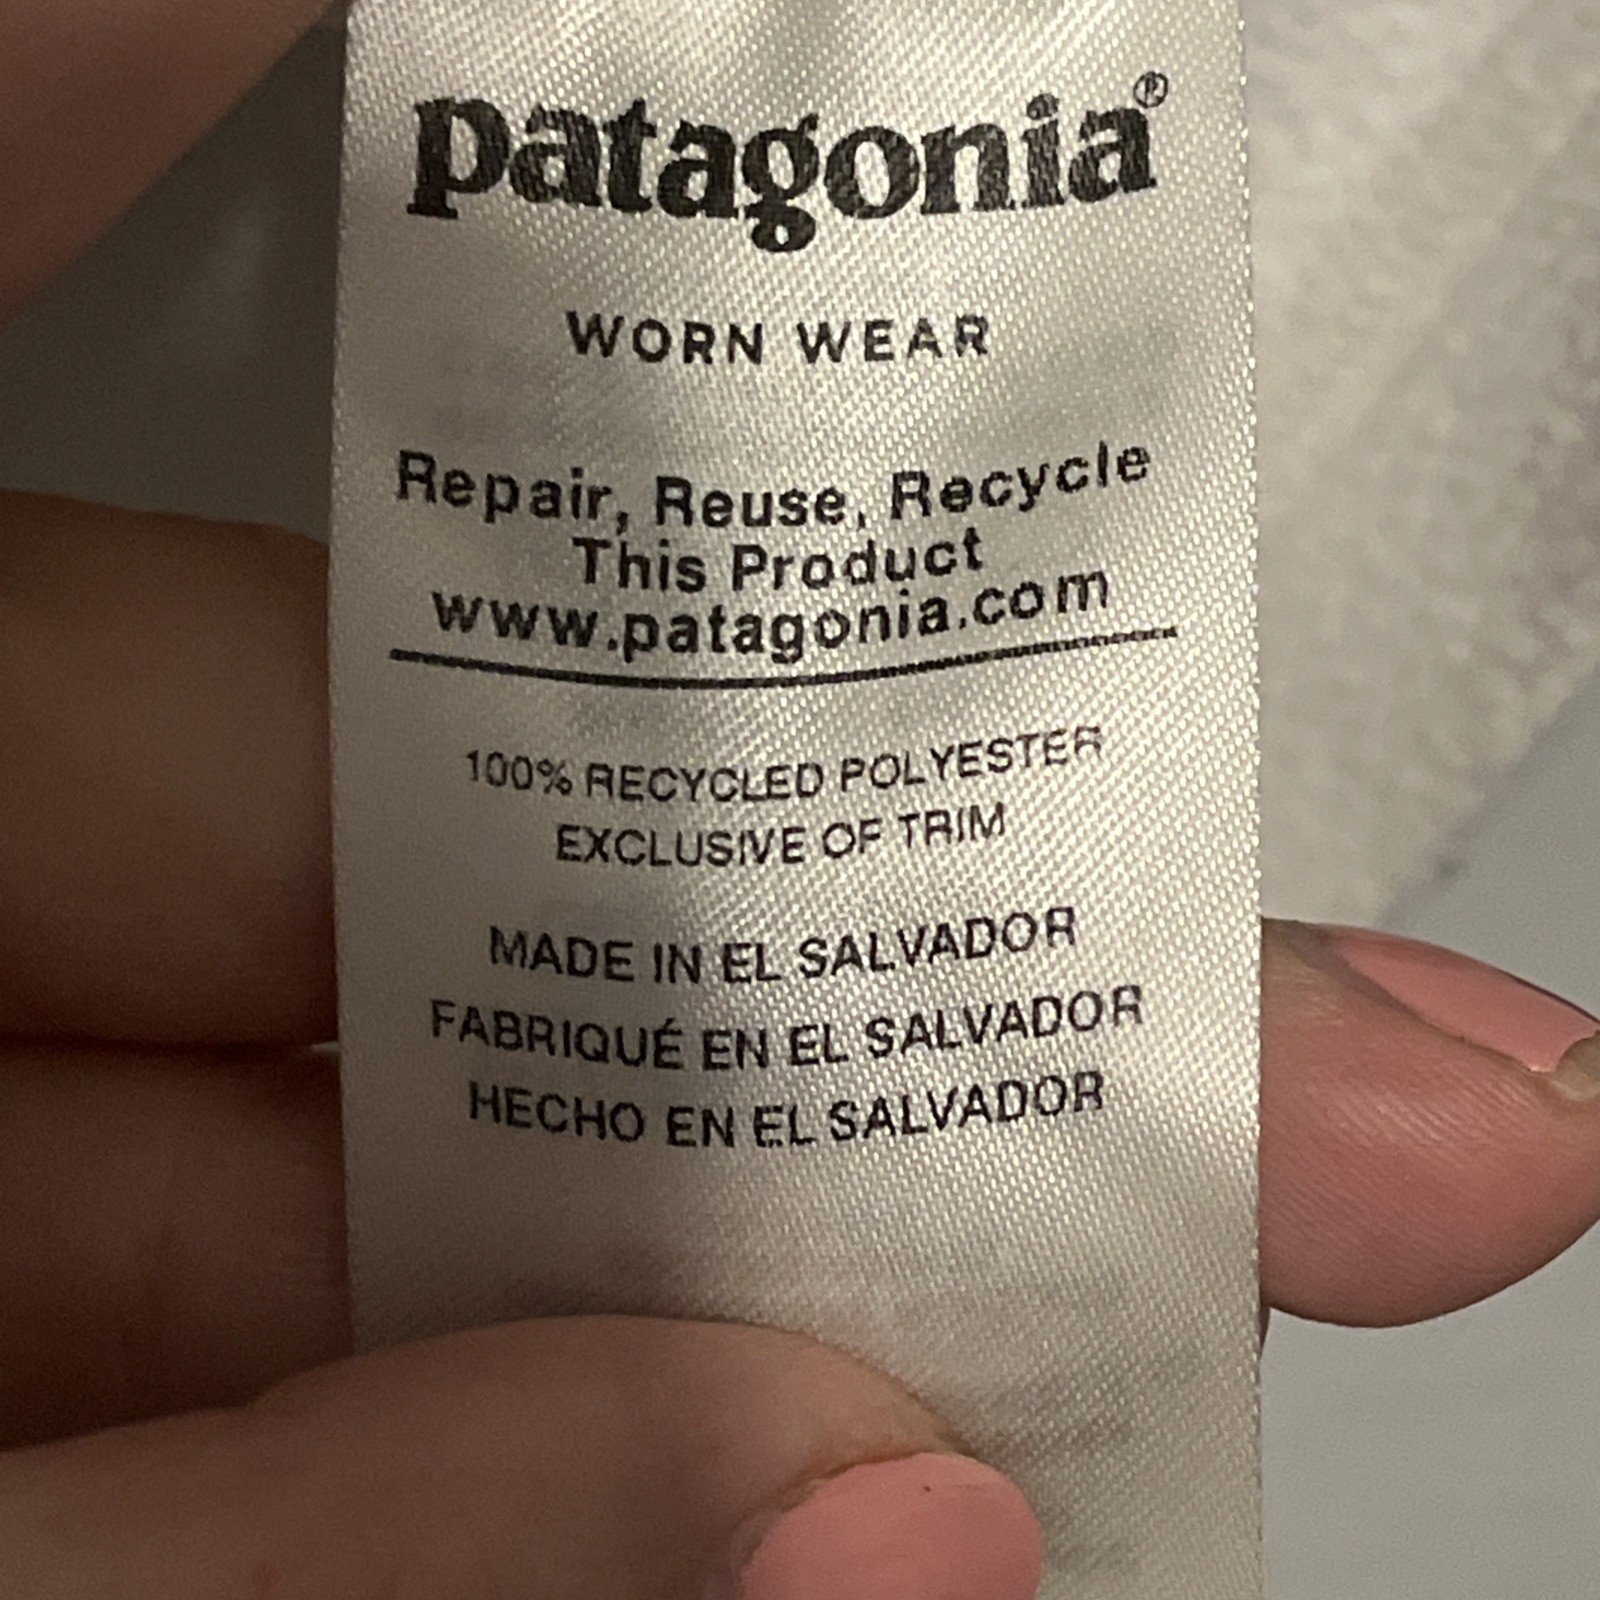 patagonia®
WORN WEAR
Repair, Reuse, Recycle
This Product
www.patagonia.com
100% RECYCLED POLYESTER
EXCLUSIVE OF TRIM
MADE IN EL SALVADOR
FABRIQUÉ EN EL SALVADOR
HECHO EN EL SALVADOR